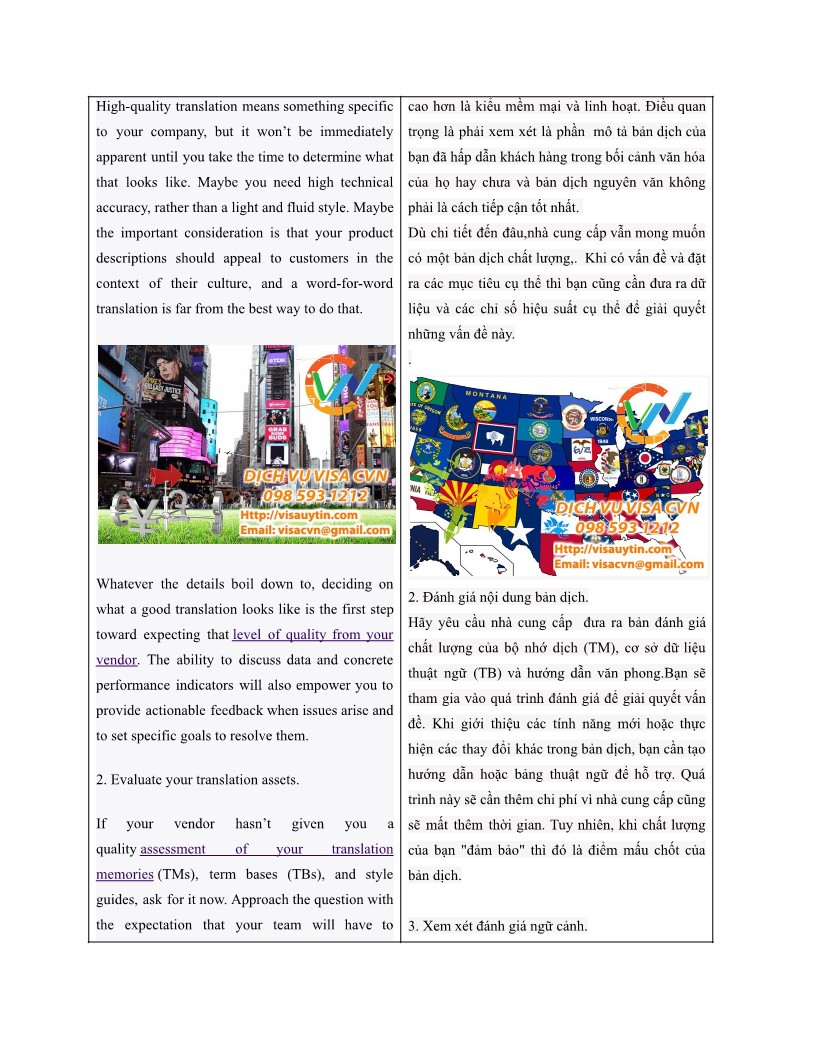 High-quality translation means something specific
to your company, but it won’t be immediately
apparent until you take the time to determine what
that looks like. Maybe you need high technical
accuracy, rather than a light and fluid style. Maybe
the important consideration is that your product
descriptions should appeal to customers in the
context of their culture, and a word-for-word
translation is far from the best way to do that.
TDK
BIG EASY JUSTICE
GRAB
SOME
BUDS
CVN
DỊCH VỤ VISA CVN
098 593 1212
Http://visauytin.com
Email: visacvn@gmail.com
Whatever the details boil down to, deciding on
what a good translation looks like is the first step
toward expecting that level of quality from your
vendor. The ability to discuss data and concrete
performance indicators will also empower you to
provide actionable feedback when issues arise and
to set specific goals to resolve them.
2. Evaluate your translation assets.
If your vendor hasn’t given you a
quality assessment of your translation
memories (TMs), term bases (TBs), and style
guides, ask for it now. Approach the question with
the expectation that your team will have to
cao hơn là kiểu mềm mại và linh hoạt. Điều quan
trọng là phải xem xét là phần mô tả bản dịch của
bạn đã hấp dẫn khách hàng trong bối cảnh văn hóa
của họ hay chưa và bản dịch nguyên văn không
phải là cách tiếp cận tốt nhất.
Dù chi tiết đến đâu,nhà cung cấp vẫn mong muốn
có một bản dịch chất lượng,. Khi có vấn đề và đặt
ra các mục tiêu cụ thể thì bạn cũng cần đưa ra dữ
liệu và các chỉ số hiệu suất cụ thể để giải quyết
những vấn đề này.
.
MONTANA
OF OREGON
1859
WISCONSIN
1848
CVN
DỊCH VỤ VISA CVN
098 593 1212
Http://visauytin.com
Email: visacvn@gmail.com
2. Đánh giá nội dung bản dịch.
Hãy yêu cầu nhà cung cấp đưa ra bản đánh giá
chất lượng của bộ nhớ dịch (TM), cơ sở dữ liệu
thuật ngữ (TB) và hướng dẫn văn phong.Bạn sẽ
tham gia vào quá trình đánh giá để giải quyết vấn
đề. Khi giới thiệu các tính năng mới hoặc thực
hiện các thay đổi khác trong bản dịch, bạn cần tạo
hướng dẫn hoặc bảng thuật ngữ để hỗ trợ. Quá
trình này sẽ cần thêm chi phí vì nhà cung cấp cũng
sẽ mất thêm thời gian. Tuy nhiên, khi chất lượng
của bạn "đảm bảo" thì đó là điểm mấu chốt của
bản dịch.
3. Xem xét đánh giá ngữ cảnh.